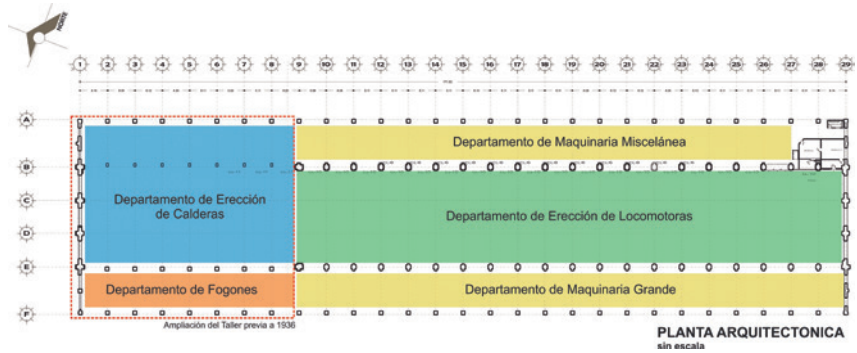 NORTE
1 2 3 4 5 6 7 8 9 10 11 12 13 14 15 16 17 18 19 20 21 22 23 24 25 26 27 28 29
A
Departamento de Maquinaria Miscelánea
B
Departamento de Erección
de Calderas
C
Departamento de Erección de Locomotoras
D
E
Departamento de Fogones
Departamento de Maquinaria Grande
F
Ampliación del Taller previa a 1936
PLANTA ARQUITECTONICA
sin escala